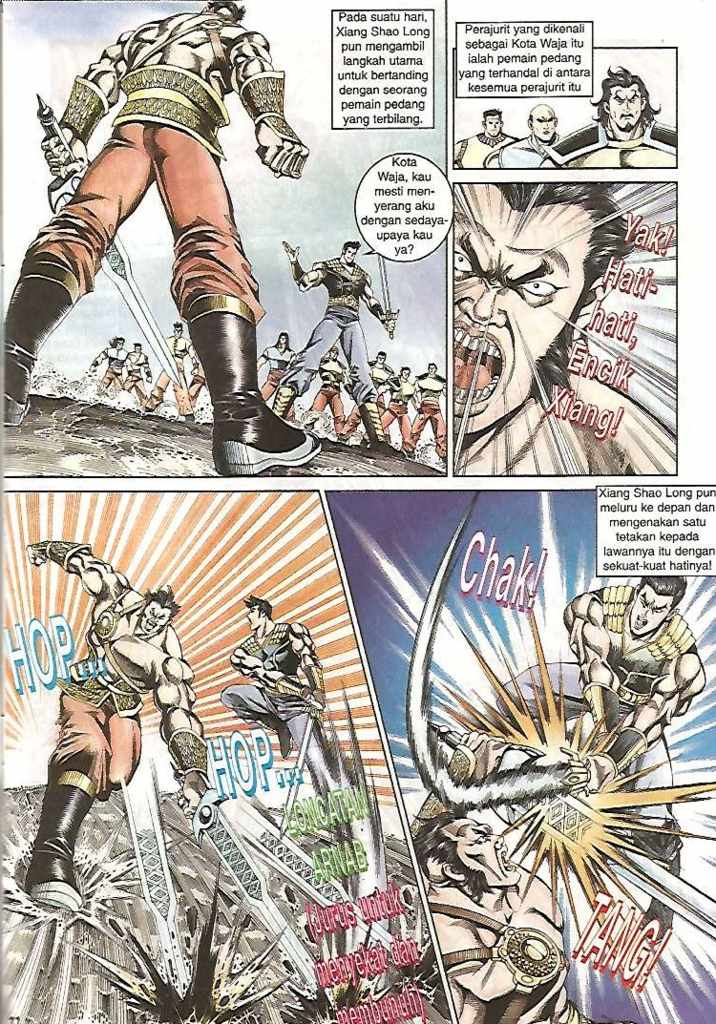 Pada suatu hari,
Xiang Shao Long
pun mengambil
langkah utama
untuk bertanding
dengan seorang
pemain pedang
yang terbilang.
Perajurit yang dikenali
sebagai Kota Waja itu
ialah pemain pedang
yang terhandal di antara
kesemua perajurit itu
Kota
Waja, kau
mesti men-
yerang aku
dengan sedaya-
upaya kau
ya?
Yak!
Hati-
hati,
Encik
Xiang!
HOP...
HOP...
LONCATAN
ARNAB
(jurus untuk
menyekat dan
membunuh)
Xiang Shao Long pun
meluru ke depan dan
mengenakan satu
tetakan kepada
lawannya itu dengan
sekuat-kuat hatinya!
Chak!
TANG!